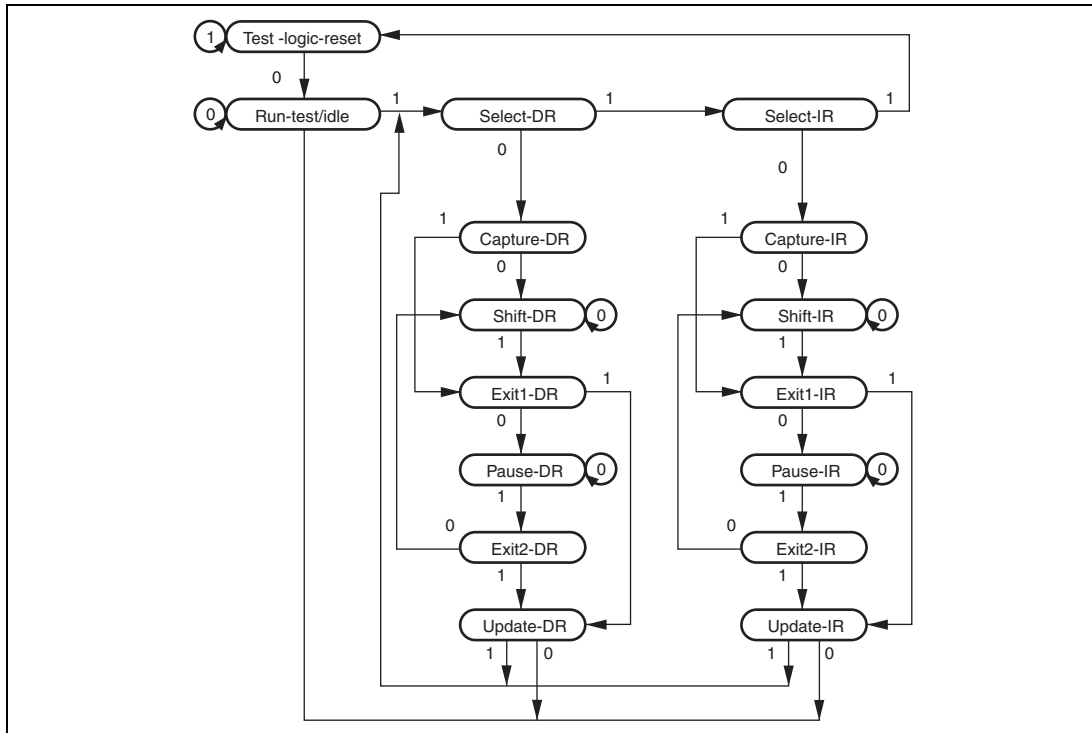 1 Test -logic-reset
0
0 Run-test/idle 1 Select-DR 1 Select-IR 1
0 0
1 Capture-DR 1 Capture-IR
0 0
Shift-DR 0 Shift-IR 0
1 1
Exit1-DR 1 Exit1-IR 1
0 0
Pause-DR 0 Pause-IR 0
1 1
0 Exit2-DR 0 Exit2-IR
1 1
Update-DR Update-IR
1 0 1 0